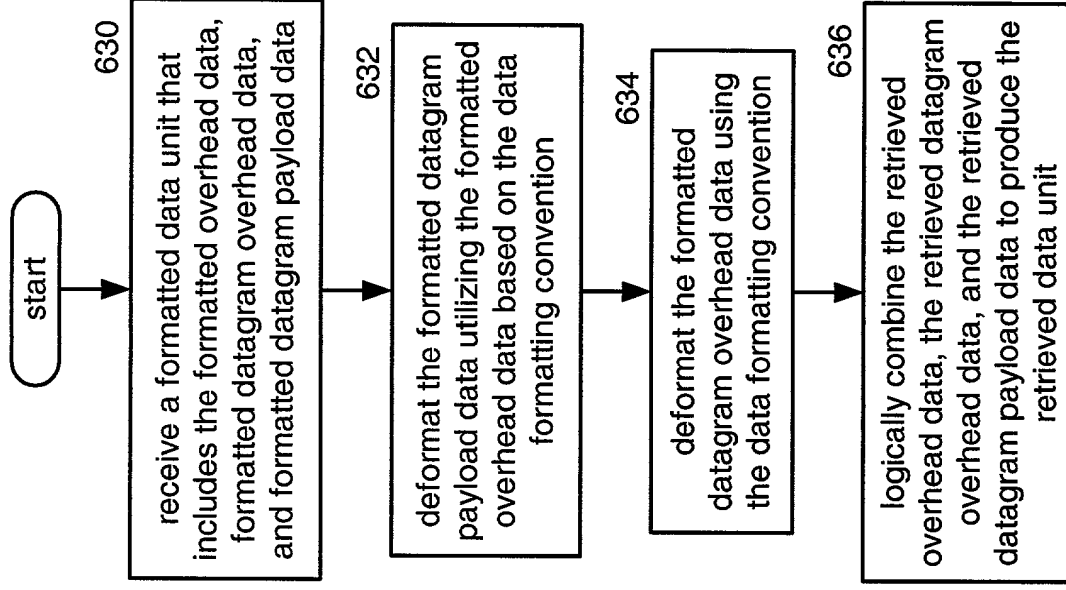 start
630
receive a formatted data unit that
includes the formatted overhead data,
formatted datagram overhead data,
and formatted datagram payload data
632
deformat the formatted datagram
payload data utilizing the formatted
overhead data based on the data
formatting convention
634
deformat the formatted
datagram overhead data using
the data formatting convention
636
logically combine the retrieved
overhead data, the retrieved datagram
overhead data, and the retrieved
datagram payload data to produce the
retrieved data unit